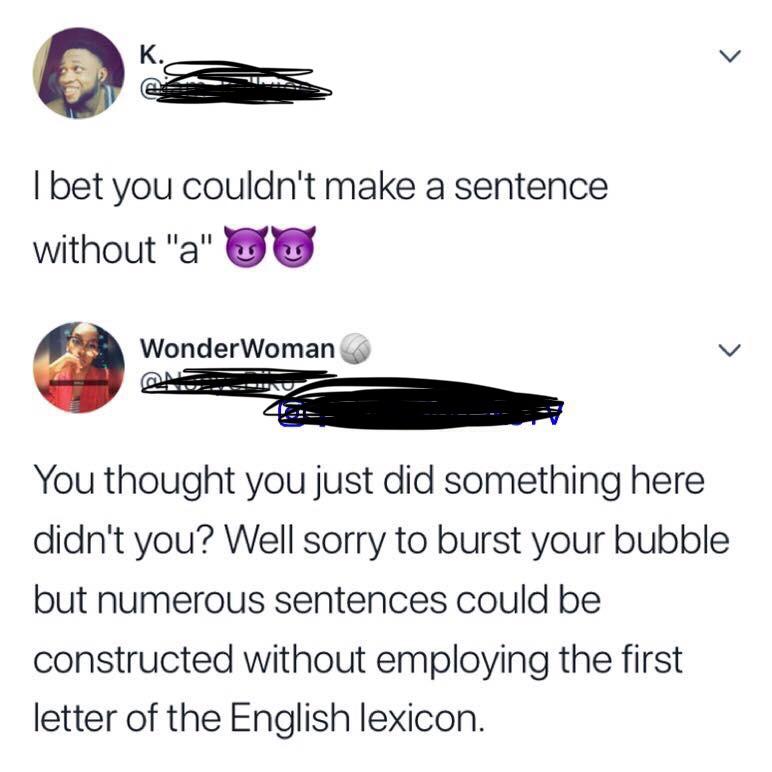 K.
I bet you couldn't make a sentence
without "a" 😈😈
WonderWoman🏐
You thought you just did something here
didn't you? Well sorry to burst your bubble
but numerous sentences could be
constructed without employing the first
letter of the English lexicon.